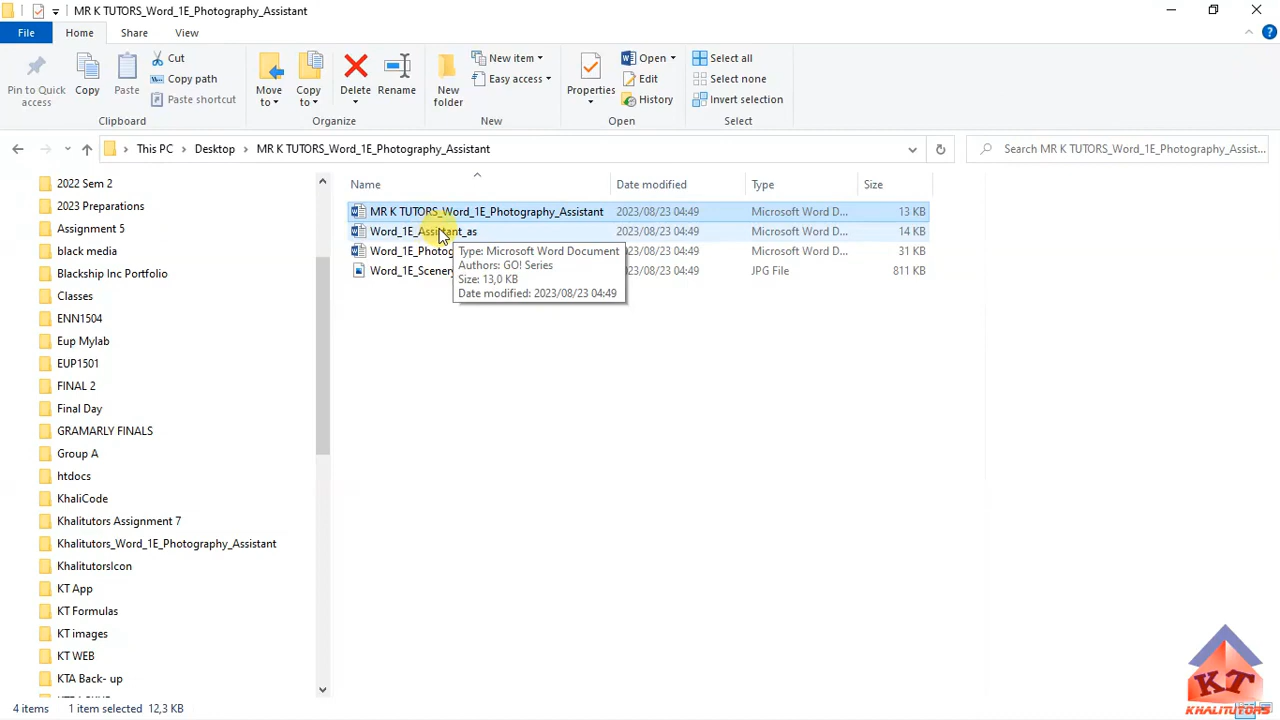 MR K TUTORS_Word_1E_Photography_Assistant
File Home Share View
Pin to Quick access
Copy
Paste
Cut
Copy path
Paste shortcut
Move to
Copy to
Delete
Rename
New folder
New item
Easy access
Properties
Open
Edit
History
Select all
Select none
Invert selection
Clipboard Organize New Open Select
This PC Desktop MR K TUTORS_Word_1E_Photography_Assistant
Search MR K TUTORS_Word_1E_Photography_Assist...
2022 Sem 2
2023 Preparations
Assignment 5
black media
Blackship Inc Portfolio
Classes
ENN1504
Eup Mylab
EUP1501
FINAL 2
Final Day
GRAMARLY FINALS
Group A
htdocs
KhaliCode
Khalitutors Assignment 7
Khalitutors_Word_1E_Photography_Assistant
KhalitutorsIcon
KT App
KT Formulas
KT images
KT WEB
KTA Back- up
Name Date modified Type Size
MR K TUTORS_Word_1E_Photography_Assistant 2023/08/23 04:49 Microsoft Word D... 13 KB
Word_1E_Assistant_as 2023/08/23 04:49 Microsoft Word D... 14 KB
Word_1E_Photog 2023/08/23 04:49 Microsoft Word D... 31 KB
Word_1E_Scenery 2023/08/23 04:49 JPG File 811 KB
Type: Microsoft Word Document
Authors: GO! Series
Size: 13,0 KB
Date modified: 2023/08/23 04:49
4 items 1 item selected 12,3 KB
KT
KHALITUTORS